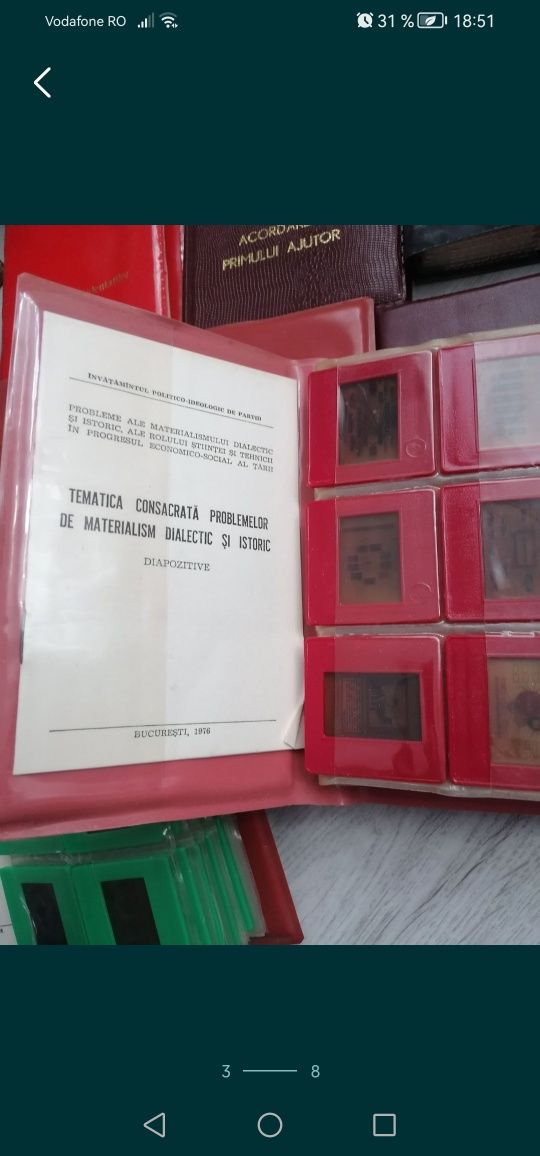 Vodafone RO
31 %
18:51
ACORDAR
PRIMULUI AJUTOR
ÎNVĂȚĂMÎNTUL POLITICO-IDEOLOGIC DE PARTID
PROBLEME ALE MATERIALISMULUI DIALECTIC
ȘI ISTORIC, ALE ROLULUI ȘTIINȚEI ȘI TEHNICII
ÎN PROGRESUL ECONOMICO-SOCIAL AL ȚĂRII
TEMATICA CONSACRATĂ PROBLEMELOR
DE MATERIALISM DIALECTIC ȘI ISTORIC
DIAPOZITIVE
BUCUREȘTI, 1976
3
8